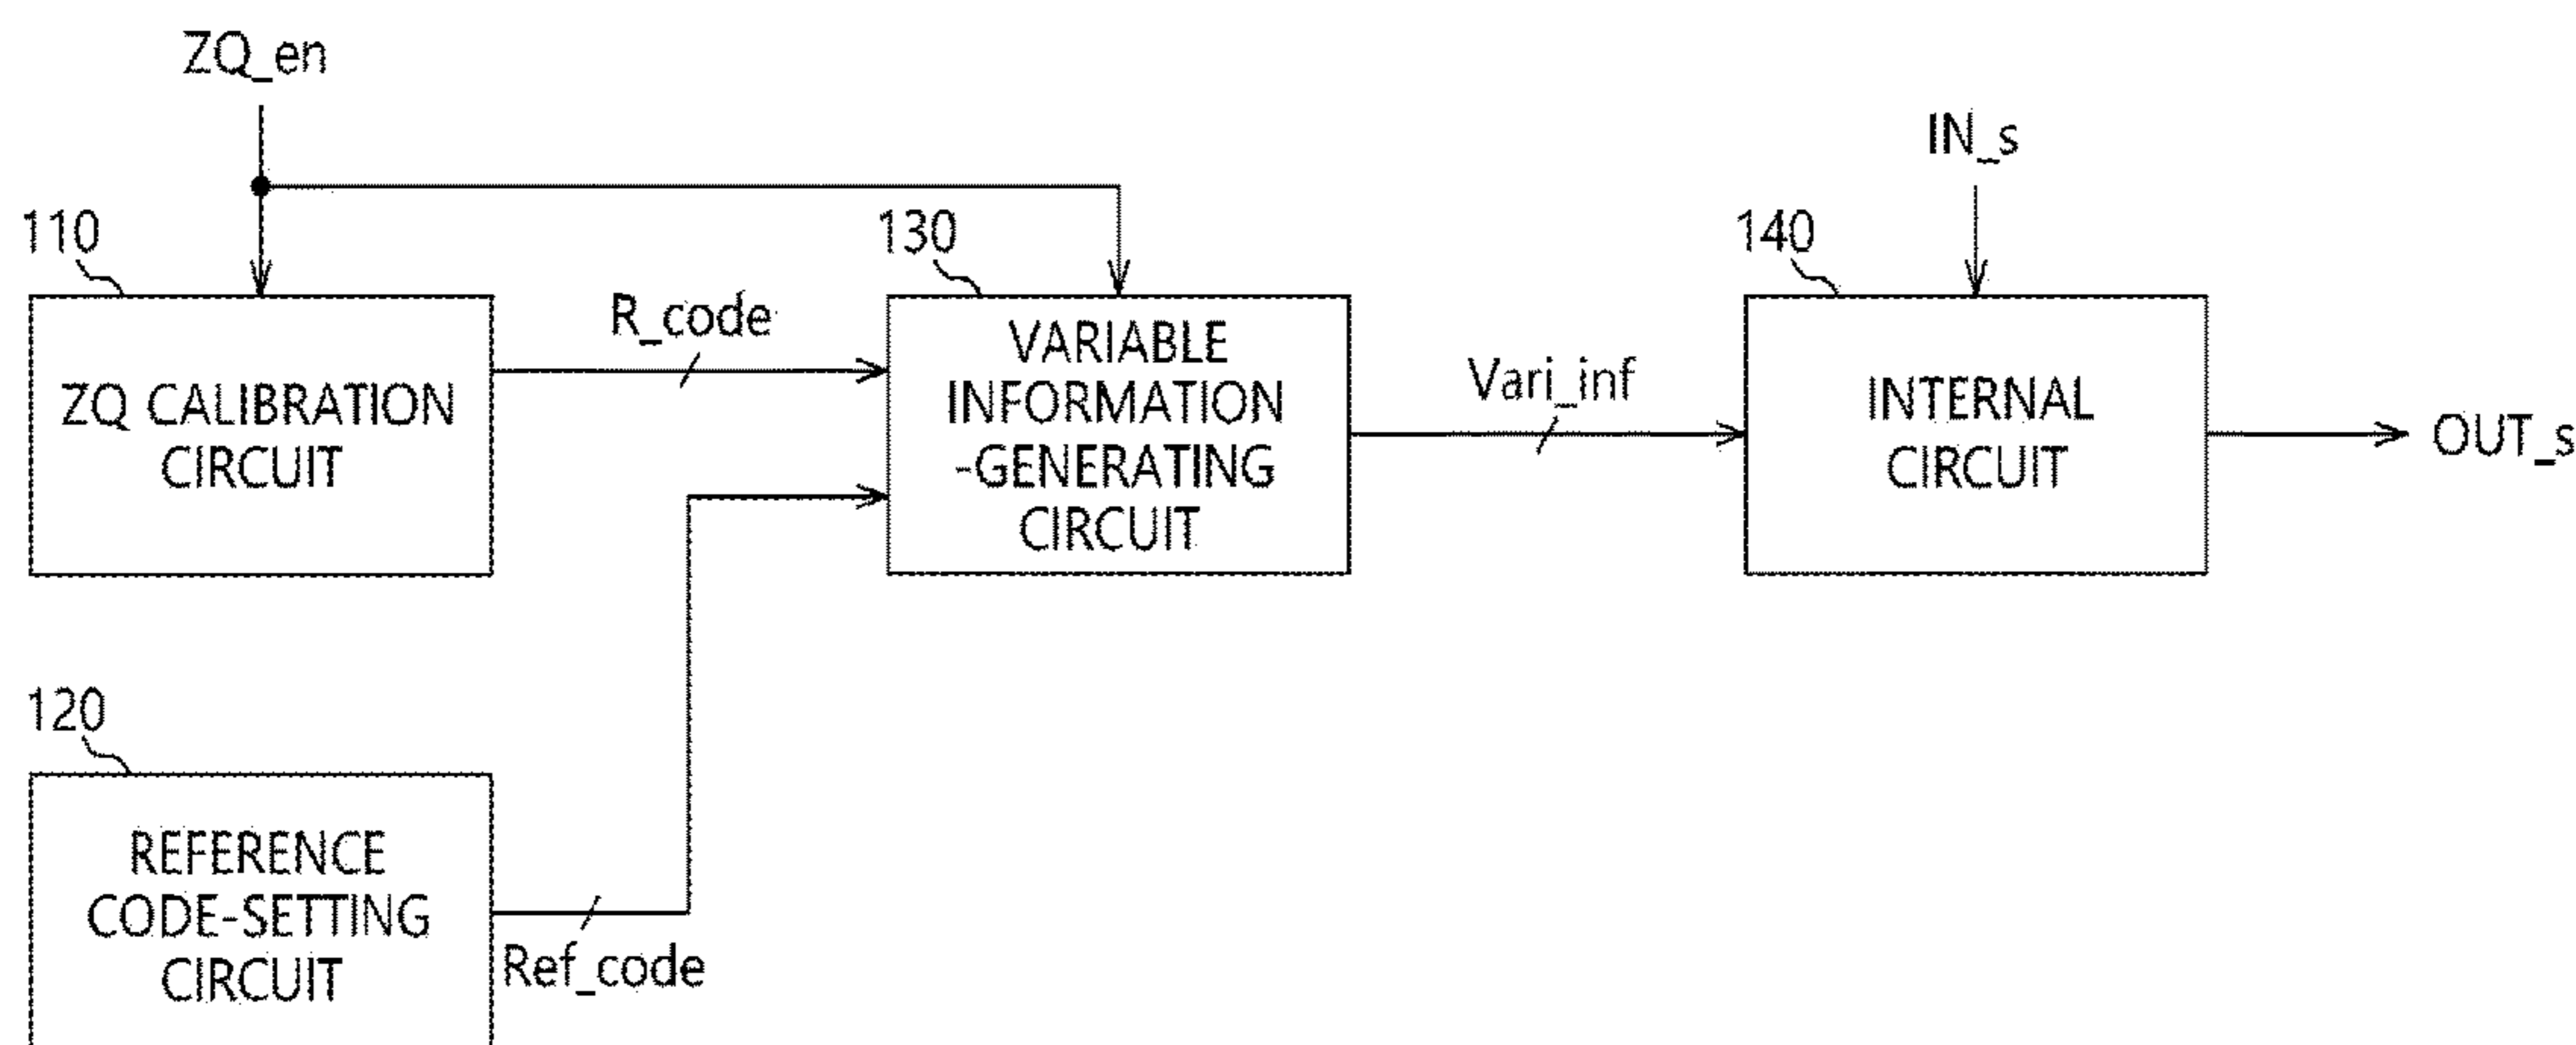 ZQ_en
IN_s
110
130
140
R_code
ZQ CALIBRATION
CIRCUIT
VARIABLE
INFORMATION
-GENERATING
CIRCUIT
Vari_inf
INTERNAL
CIRCUIT
OUT_s
120
REFERENCE
CODE-SETTING
CIRCUIT
Ref_code